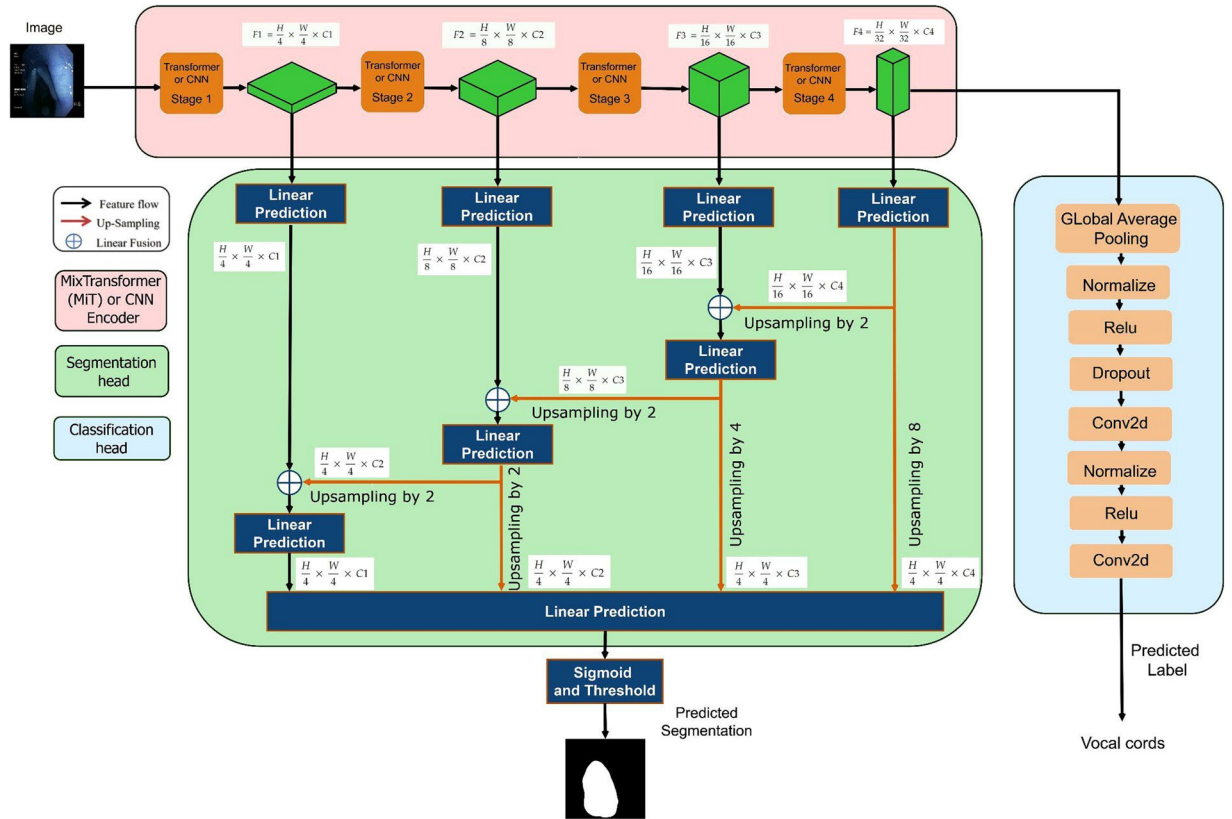 Image
F1 = H/4 × W/4 × C1
F2 = H/8 × W/8 × C2
F3 = H/16 × W/16 × C3
F4 = H/32 × W/32 × C4
Transformer
or CNN
Stage 1
Transformer
or CNN
Stage 2
Transformer
or CNN
Stage 3
Transformer
or CNN
Stage 4
Feature flow
Up-Sampling
Linear Fusion
MixTransformer
(MiT) or CNN
Encoder
Segmentation
head
Classification
head
Linear
Prediction
Linear
Prediction
Linear
Prediction
Linear
Prediction
H/4 × W/4 × C1
H/8 × W/8 × C2
H/16 × W/16 × C3
H/16 × W/16 × C4
Upsampling by 2
Linear
Prediction
H/8 × W/8 × C3
Upsampling by 2
Linear
Prediction
H/4 × W/4 × C2
Upsampling by 2
Linear
Prediction
Upsampling by 2
Upsampling by 4
Upsampling by 8
H/4 × W/4 × C1
H/4 × W/4 × C2
H/4 × W/4 × C3
H/4 × W/4 × C4
Linear Prediction
Sigmoid
and Threshold
Predicted
Segmentation
GLobal Average
Pooling
Normalize
Relu
Dropout
Conv2d
Normalize
Relu
Conv2d
Predicted
Label
Vocal cords